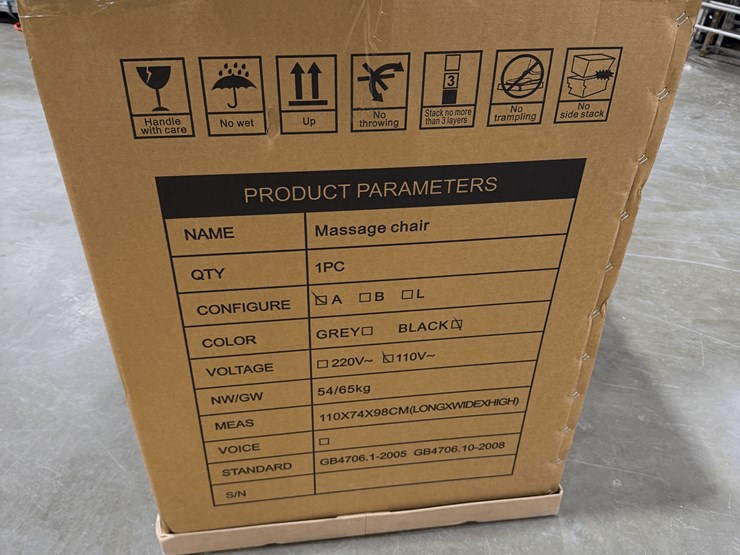 Handle
with care
No wet
Up
No
throwing
3
Stack no more
than 3 layers
No
trampling
No
side stack
PRODUCT PARAMETERS
NAME Massage chair
QTY 1PC
CONFIGURE ☒ A ☐ B ☐ L
COLOR GREY☐ BLACK☒
VOLTAGE ☐ 220V~ ☒110V~
NW/GW 54/65kg
MEAS 110X74X98CM(LONGXWIDEXHIGH)
VOICE ☐
STANDARD GB4706.1-2005 GB4706.10-2008
S/N